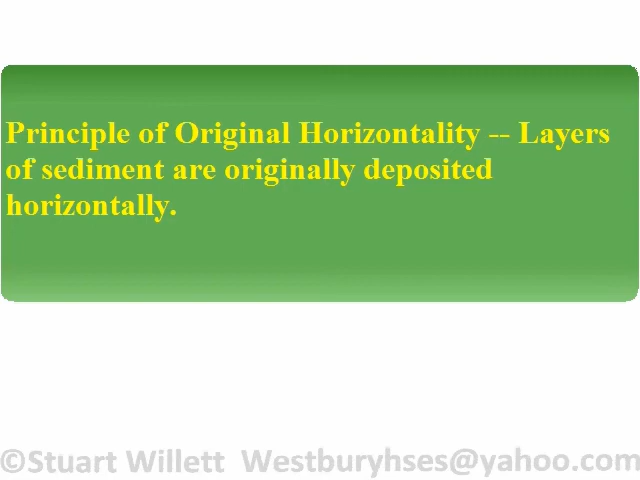 Principle of Original Horizontality -- Layers
of sediment are originally deposited
horizontally.
©Stuart Willett  Westburyhses@yahoo.com